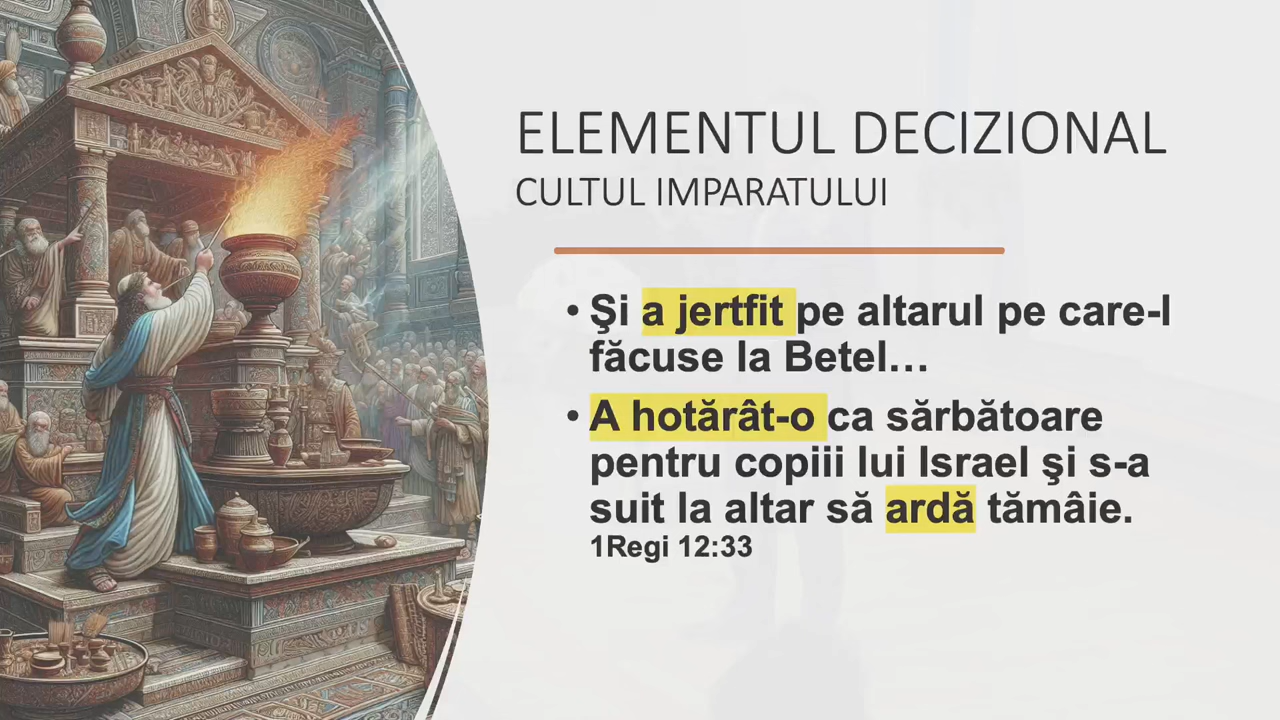 ELEMENTUL DECIZIONAL
CULTUL IMPARATULUI
• Şi a jertfit pe altarul pe care-l
făcuse la Betel…
• A hotărât-o ca sărbătoare
pentru copiii lui Israel şi s-a
suit la altar să ardă tămâie.
1Regi 12:33